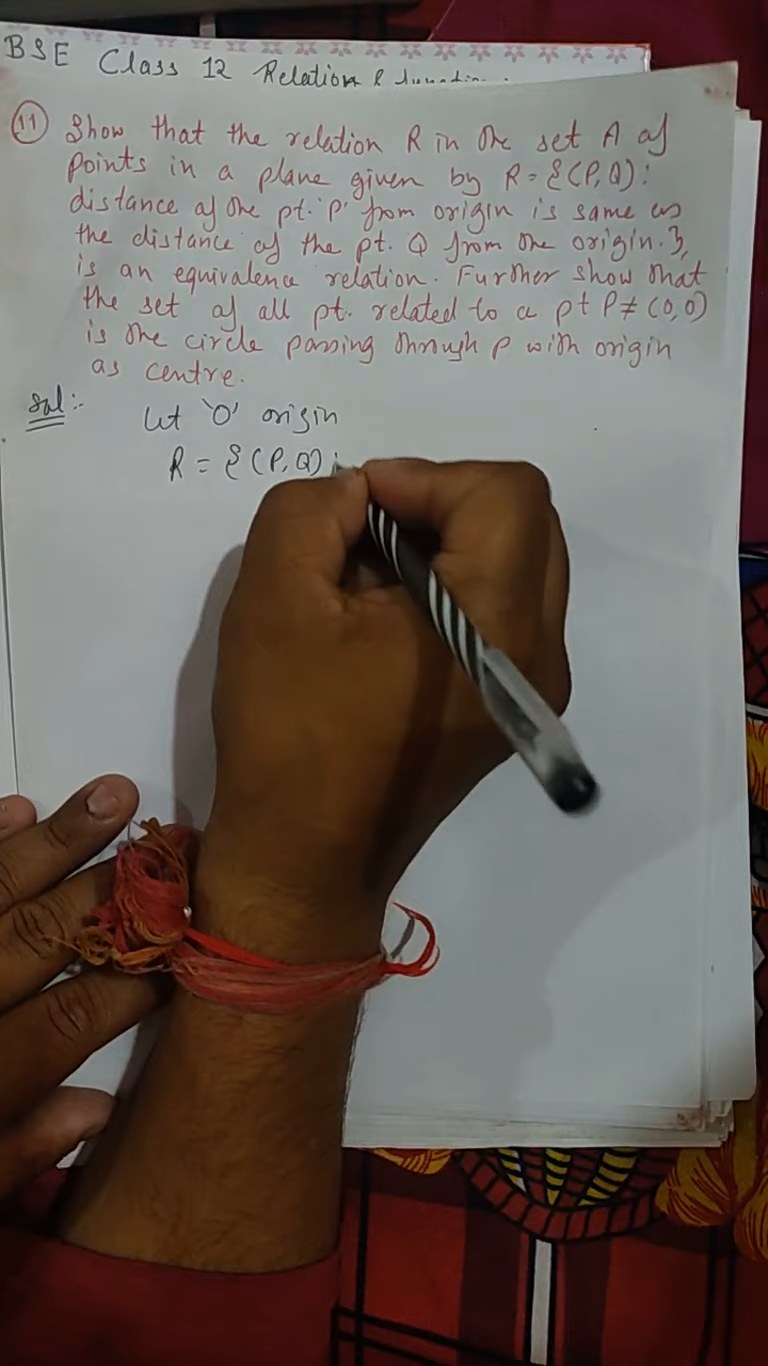 BSE Class 12 Relation &
(11) Show that the relation R in the set A of
points in a plane given by R = {(P,Q):
distance of the pt. 'P' from origin is same as
the distance of the pt. Q from the origin.},
is an equivalence relation. Further show that
the set of all pt. related to a pt P ≠ (0,0)
is the circle passing through P with origin
as centre.
Sol:- Let 'O' origin
R = {(P,Q) :